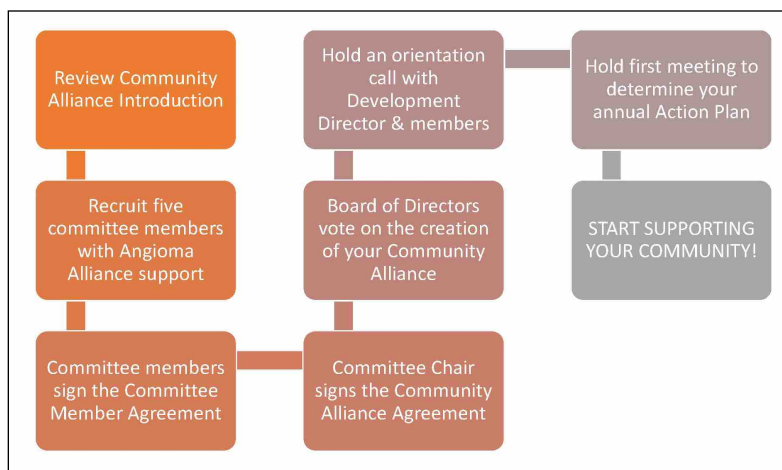 Review Community
Alliance Introduction
Recruit five
committee members
with Angioma
Alliance support
Committee members
sign the Committee
Member Agreement
Committee Chair
signs the Community
Alliance Agreement
Board of Directors
vote on the creation
of your Community
Alliance
Hold an orientation
call with
Development
Director & members
Hold first meeting to
determine your
annual Action Plan
START SUPPORTING
YOUR COMMUNITY!